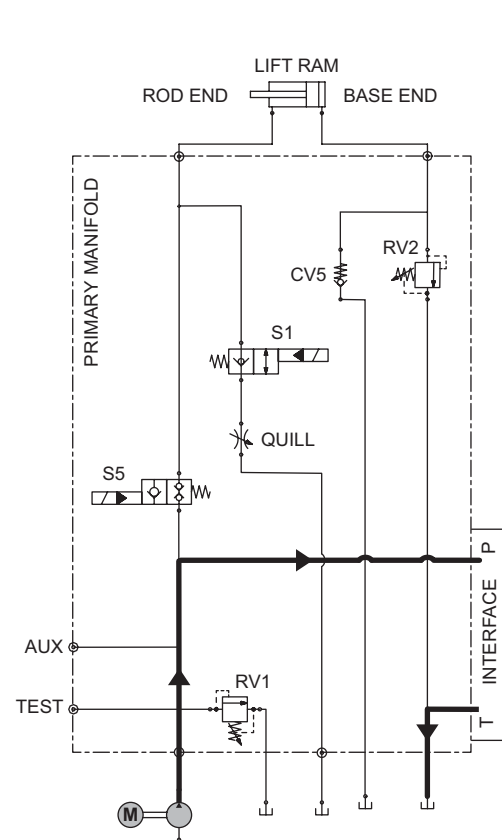 LIFT RAM
ROD END
BASE END
PRIMARY MANIFOLD
RV2
CV5
S1
QUILL
S5
P
INTERFACE
AUX
RV1
TEST
T
M